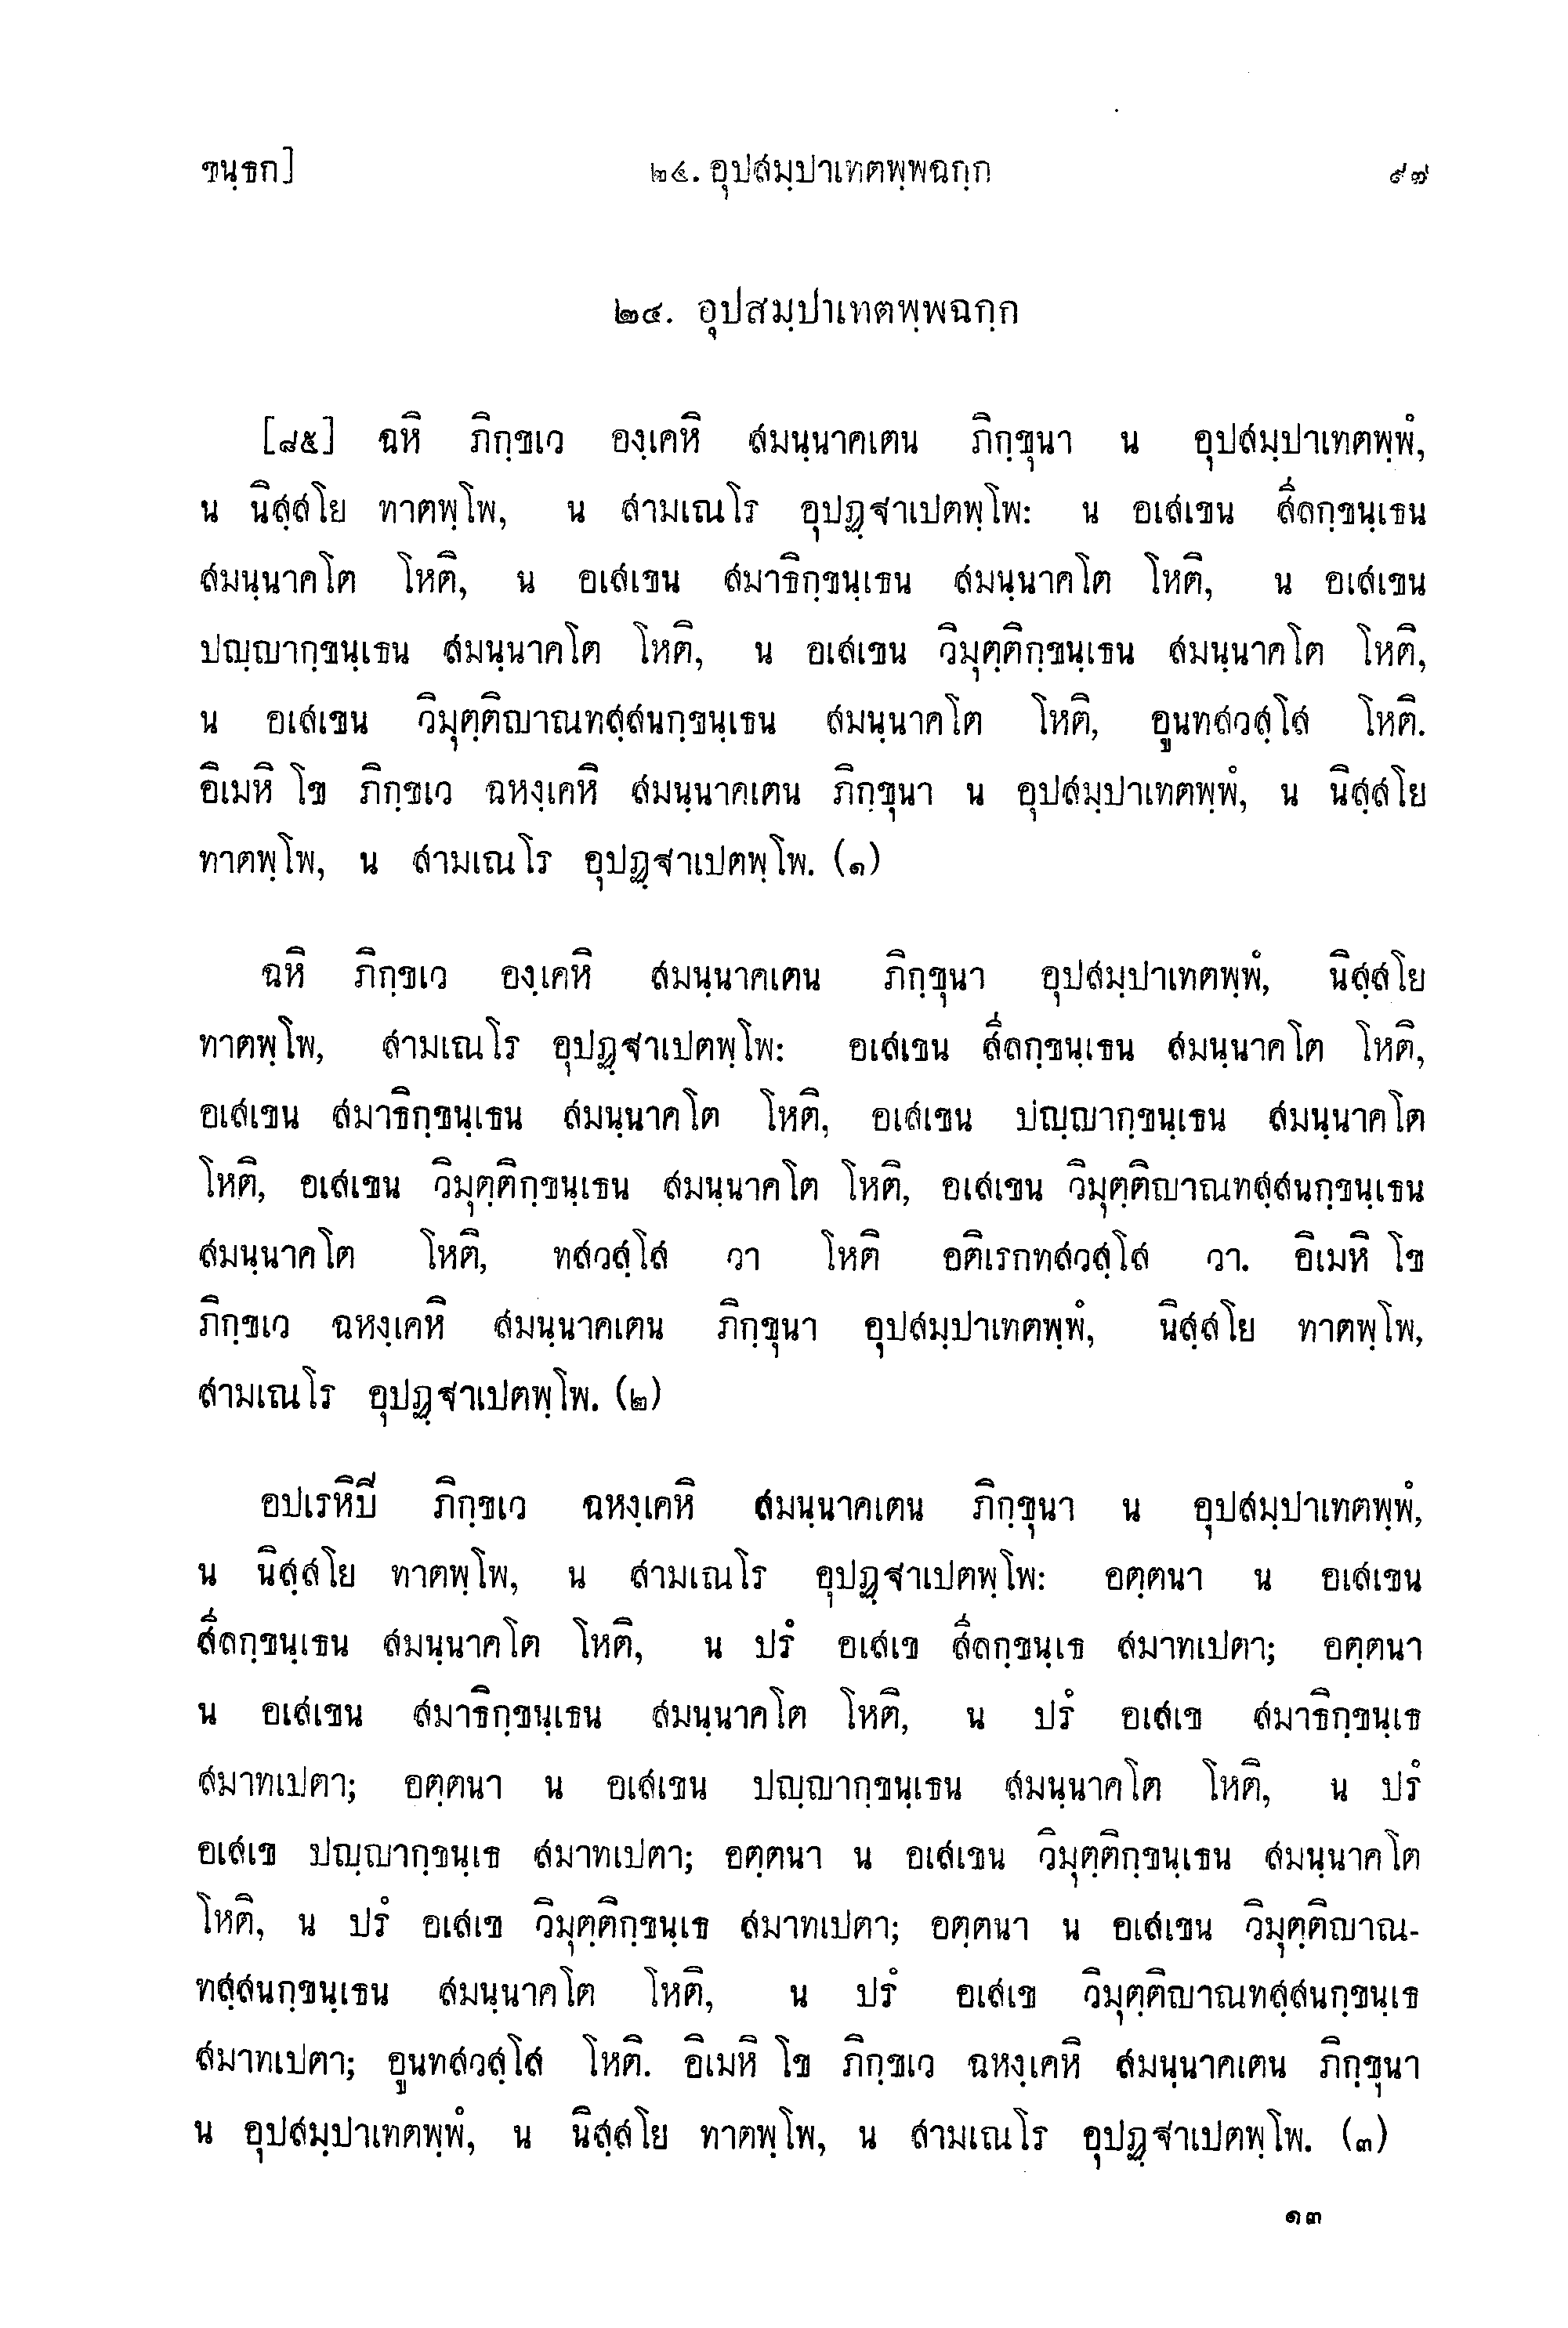 ขนฺธก] ๒๔. อุปสมฺปาเทตพฺพฉกฺก ๙๗
๒๔. อุปสมฺปาเทตพฺพฉกฺก
[๘๕] ฉหิ ภิกฺขเว องฺเคหิ สมนฺนาคเตน ภิกฺขุนา น อุปสมฺปาเทตพฺพํ,
น นิสฺสโย ทาตพฺโพ, น สามเณโร อุปฏฺฐาเปตพฺโพ: น อเสเขน สีลกฺขนฺเธน
สมนฺนาคโต โหติ, น อเสเขน สมาธิกฺขนฺเธน สมนฺนาคโต โหติ, น อเสเขน
ปญฺญากฺขนฺเธน สมนฺนาคโต โหติ, น อเสเขน วิมุตฺติกฺขนฺเธน สมนฺนาคโต โหติ,
น อเสเขน วิมุตฺติญาณทสฺสนกฺขนฺเธน สมนฺนาคโต โหติ, อูนทสวสฺโส โหติ.
อิเมหิ โข ภิกฺขเว ฉหงฺเคหิ สมนฺนาคเตน ภิกฺขุนา น อุปสมฺปาเทตพฺพํ, น นิสฺสโย
ทาตพฺโพ, น สามเณโร อุปฏฺฐาเปตพฺโพ. (๑)
ฉหิ ภิกฺขเว องฺเคหิ สมนฺนาคเตน ภิกฺขุนา อุปสมฺปาเทตพฺพํ, นิสฺสโย
ทาตพฺโพ, สามเณโร อุปฏฺฐาเปตพฺโพ: อเสเขน สีลกฺขนฺเธน สมนฺนาคโต โหติ,
อเสเขน สมาธิกฺขนฺเธน สมนฺนาคโต โหติ, อเสเขน ปญฺญากฺขนฺเธน สมนฺนาคโต
โหติ, อเสเขน วิมุตฺติกฺขนฺเธน สมนฺนาคโต โหติ, อเสเขน วิมุตฺติญาณทสฺสนกฺขนฺเธน
สมนฺนาคโต โหติ, ทสวสฺโส วา โหติ อติเรกทสวสฺโส วา. อิเมหิ โข
ภิกฺขเว ฉหงฺเคหิ สมนฺนาคเตน ภิกฺขุนา อุปสมฺปาเทตพฺพํ, นิสฺสโย ทาตพฺโพ,
สามเณโร อุปฏฺฐาเปตพฺโพ. (๒)
อปเรหิปี ภิกฺขเว ฉหงฺเคหิ สมนฺนาคเตน ภิกฺขุนา น อุปสมฺปาเทตพฺพํ,
น นิสฺสโย ทาตพฺโพ, น สามเณโร อุปฏฺฐาเปตพฺโพ: อตฺตนา น อเสเขน
สีลกฺขนฺเธน สมนฺนาคโต โหติ, น ปรํ อเสเข สีลกฺขนฺเธ สมาทเปตา; อตฺตนา
น อเสเขน สมาธิกฺขนฺเธน สมนฺนาคโต โหติ, น ปรํ อเสเข สมาธิกฺขนฺเธ
สมาทเปตา; อตฺตนา น อเสเขน ปญฺญากฺขนฺเธน สมนฺนาคโต โหติ, น ปรํ
อเสเข ปญฺญากฺขนฺเธ สมาทเปตา; อตฺตนา น อเสเขน วิมุตฺติกฺขนฺเธน สมนฺนาคโต
โหติ, น ปรํ อเสเข วิมุตฺติกฺขนฺเธ สมาทเปตา; อตฺตนา น อเสเขน วิมุตฺติญาณ-
ทสฺสนกฺขนฺเธน สมนฺนาคโต โหติ, น ปรํ อเสเข วิมุตฺติญาณทสฺสนกฺขนฺเธ
สมาทเปตา; อูนทสวสฺโส โหติ. อิเมหิ โข ภิกฺขเว ฉหงฺเคหิ สมนฺนาคเตน ภิกฺขุนา
น อุปสมฺปาเทตพฺพํ, น นิสฺสโย ทาตพฺโพ, น สามเณโร อุปฏฺฐาเปตพฺโพ. (๓)
๑๓